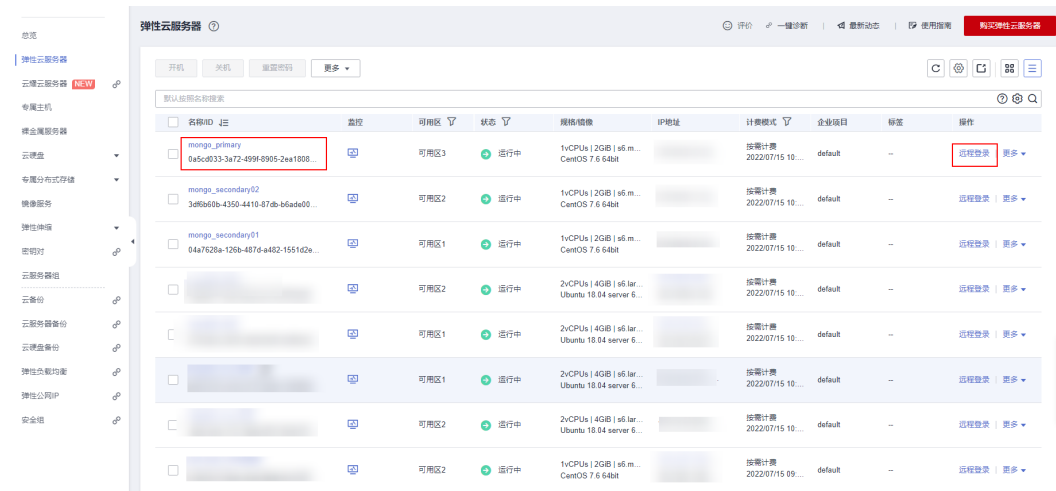 总览
弹性云服务器
云耀云服务器 NEW
专属主机
裸金属服务器
云硬盘
专属分布式存储
镜像服务
弹性伸缩
密钥对
云服务器组
云备份
云服务器备份
云硬盘备份
弹性负载均衡
弹性公网IP
安全组
弹性云服务器
评价 一键诊断 | 最新动态 | 使用指南 购买弹性云服务器
开机 关机 重置密码 更多
默认按照名称搜索
名称/ID 监控 可用区 状态 规格/镜像 IP地址 计费模式 企业项目 标签 操作
mongo_primary
0a5cd033-3a72-499f-8905-2ea1808... 可用区3 运行中 1vCPUs | 2GiB | s6.m... CentOS 7.6 64bit 按需计费 2022/07/15 10:... default -- 远程登录 | 更多
mongo_secondary02
3df6b60b-4350-4410-87db-b6ade00... 可用区2 运行中 1vCPUs | 2GiB | s6.m... CentOS 7.6 64bit 按需计费 2022/07/15 10:... default -- 远程登录 | 更多
mongo_secondary01
04a7628a-126b-487d-a482-1551d2e... 可用区1 运行中 1vCPUs | 2GiB | s6.m... CentOS 7.6 64bit 按需计费 2022/07/15 10:... default -- 远程登录 | 更多
可用区2 运行中 2vCPUs | 4GiB | s6.lar... Ubuntu 18.04 server 6... 按需计费 2022/07/15 10:... default -- 远程登录 | 更多
可用区1 运行中 2vCPUs | 4GiB | s6.lar... Ubuntu 18.04 server 6... 按需计费 2022/07/15 10:... default -- 远程登录 | 更多
可用区1 运行中 2vCPUs | 4GiB | s6.lar... Ubuntu 18.04 server 6... 按需计费 2022/07/15 10:... default -- 远程登录 | 更多
可用区2 运行中 2vCPUs | 4GiB | s6.lar... Ubuntu 18.04 server 6... 按需计费 2022/07/15 10:... default -- 远程登录 | 更多
可用区2 运行中 1vCPUs | 2GiB | s6.m... CentOS 7.6 64bit 按需计费 2022/07/15 09:... default -- 远程登录 | 更多